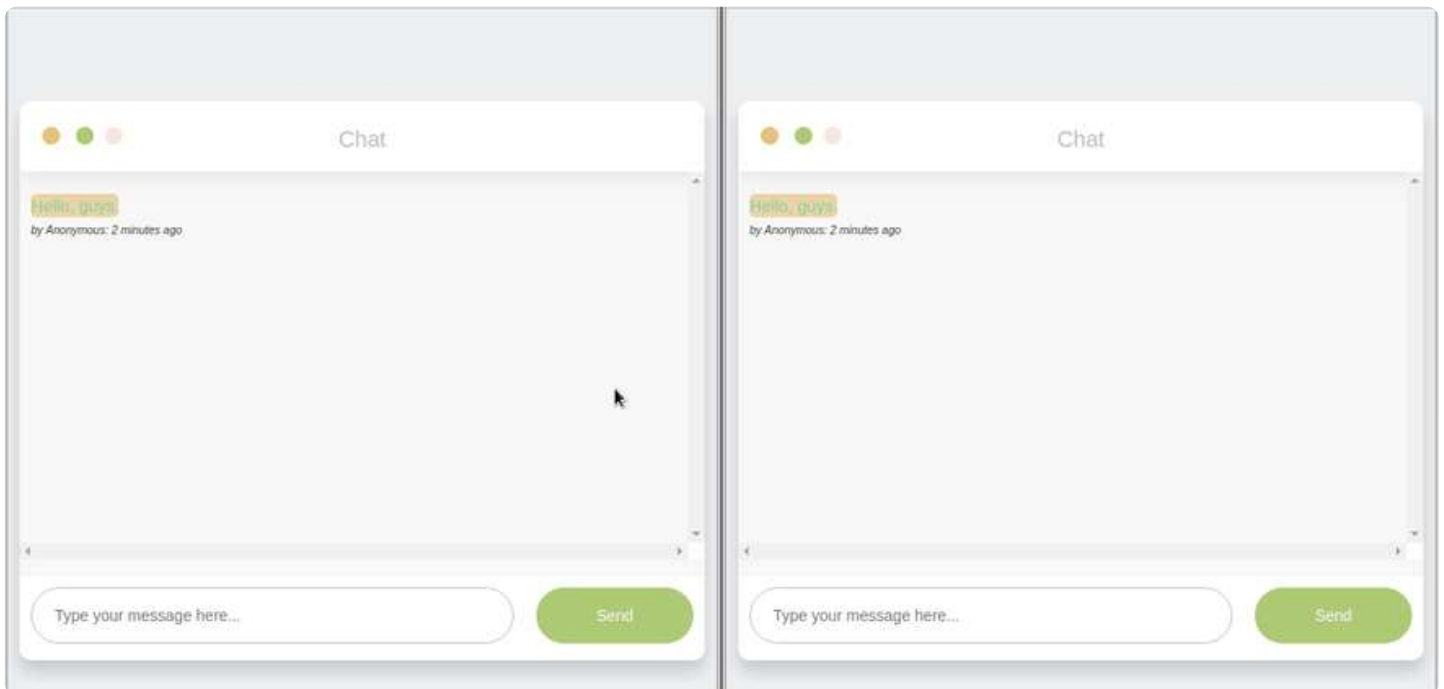 Chat
Hello, guys.
by Anonymous: 2 minutes ago
Type your message here...
Send
Chat
Hello, guys.
by Anonymous: 2 minutes ago
Type your message here...
Send